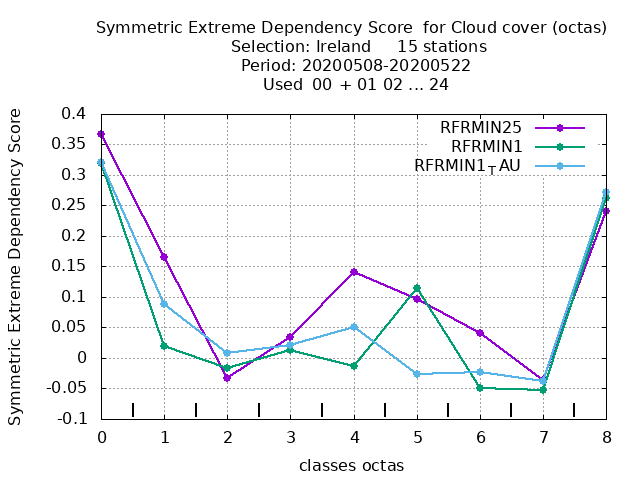 Symmetric Extreme Dependency Score  for Cloud cover (octas)
Selection: Ireland     15 stations
Period: 20200508-20200522
Used  00 + 01 02 ... 24
Symmetric Extreme Dependency Score
0.4
0.35
0.3
0.25
0.2
0.15
0.1
0.05
0
-0.05
-0.1
RFRMIN25
RFRMIN1
RFRMIN1TAU
0 1 2 3 4 5 6 7 8
classes octas